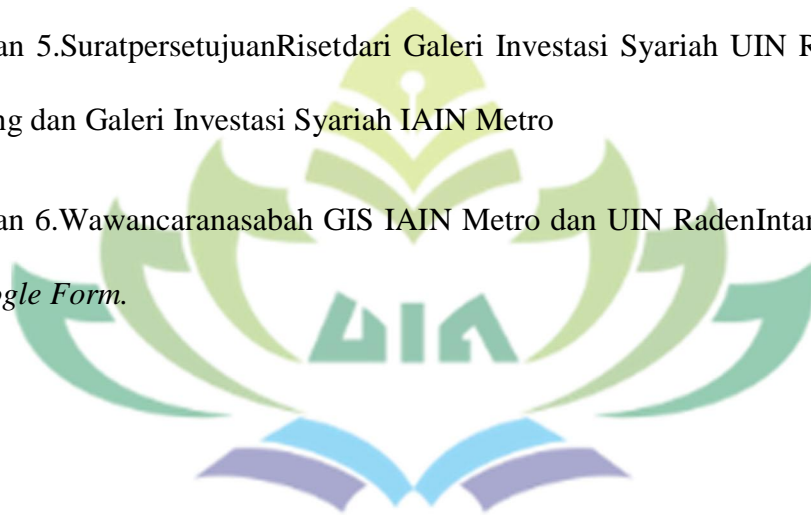 an 5.SuratpersetujuanRisetdari Galeri Investasi Syariah UIN R
ng dan Galeri Investasi Syariah IAIN Metro
an 6.Wawancaranasabah GIS IAIN Metro dan UIN RadenIntan
ogle Form.
UIN